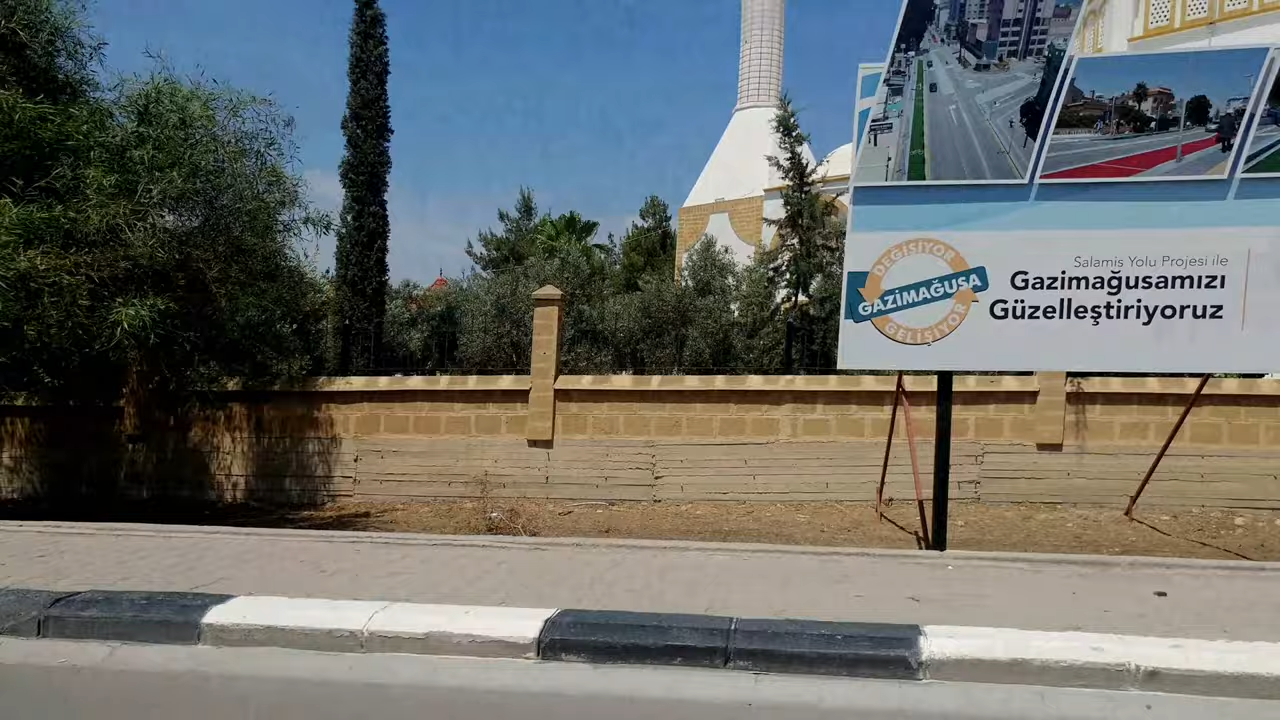 DEĞİŞİYOR
GAZİMAĞUSA
GELİŞİYOR
Salamis Yolu Projesi ile
Gazimağusamızı
Güzelleştiriyoruz